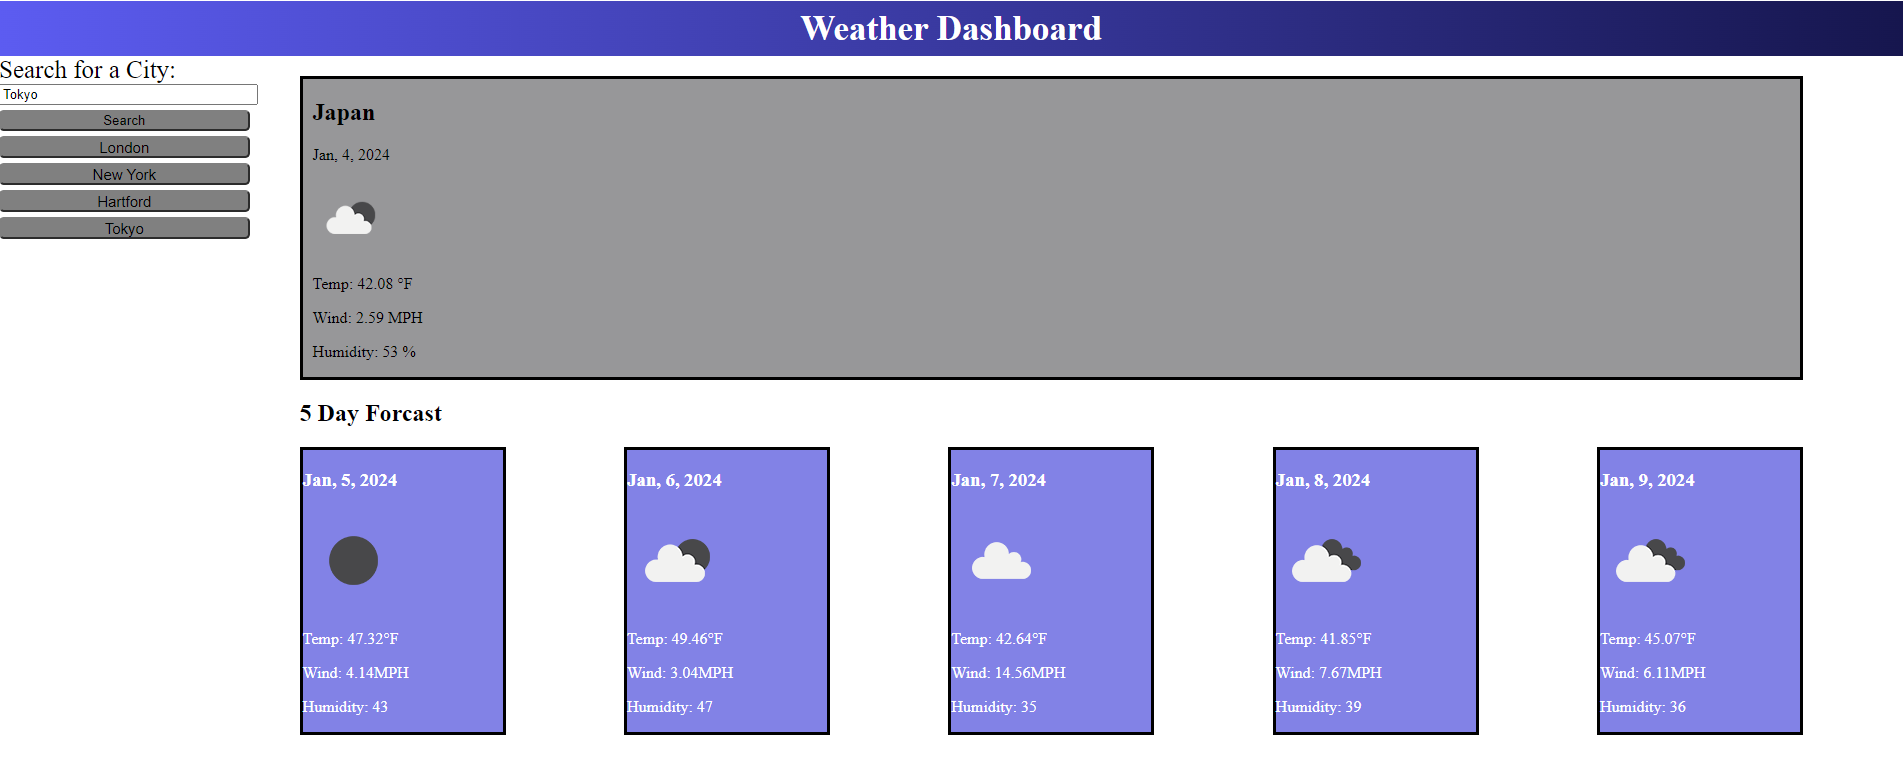 Weather Dashboard
Search for a City:
Tokyo
Search
London
New York
Hartford
Tokyo
Japan
Jan, 4, 2024
Temp: 42.08 °F
Wind: 2.59 MPH
Humidity: 53 %
5 Day Forcast
Jan, 5, 2024
Temp: 47.32°F
Wind: 4.14MPH
Humidity: 43
Jan, 6, 2024
Temp: 49.46°F
Wind: 3.04MPH
Humidity: 47
Jan, 7, 2024
Temp: 42.64°F
Wind: 14.56MPH
Humidity: 35
Jan, 8, 2024
Temp: 41.85°F
Wind: 7.67MPH
Humidity: 39
Jan, 9, 2024
Temp: 45.07°F
Wind: 6.11MPH
Humidity: 36